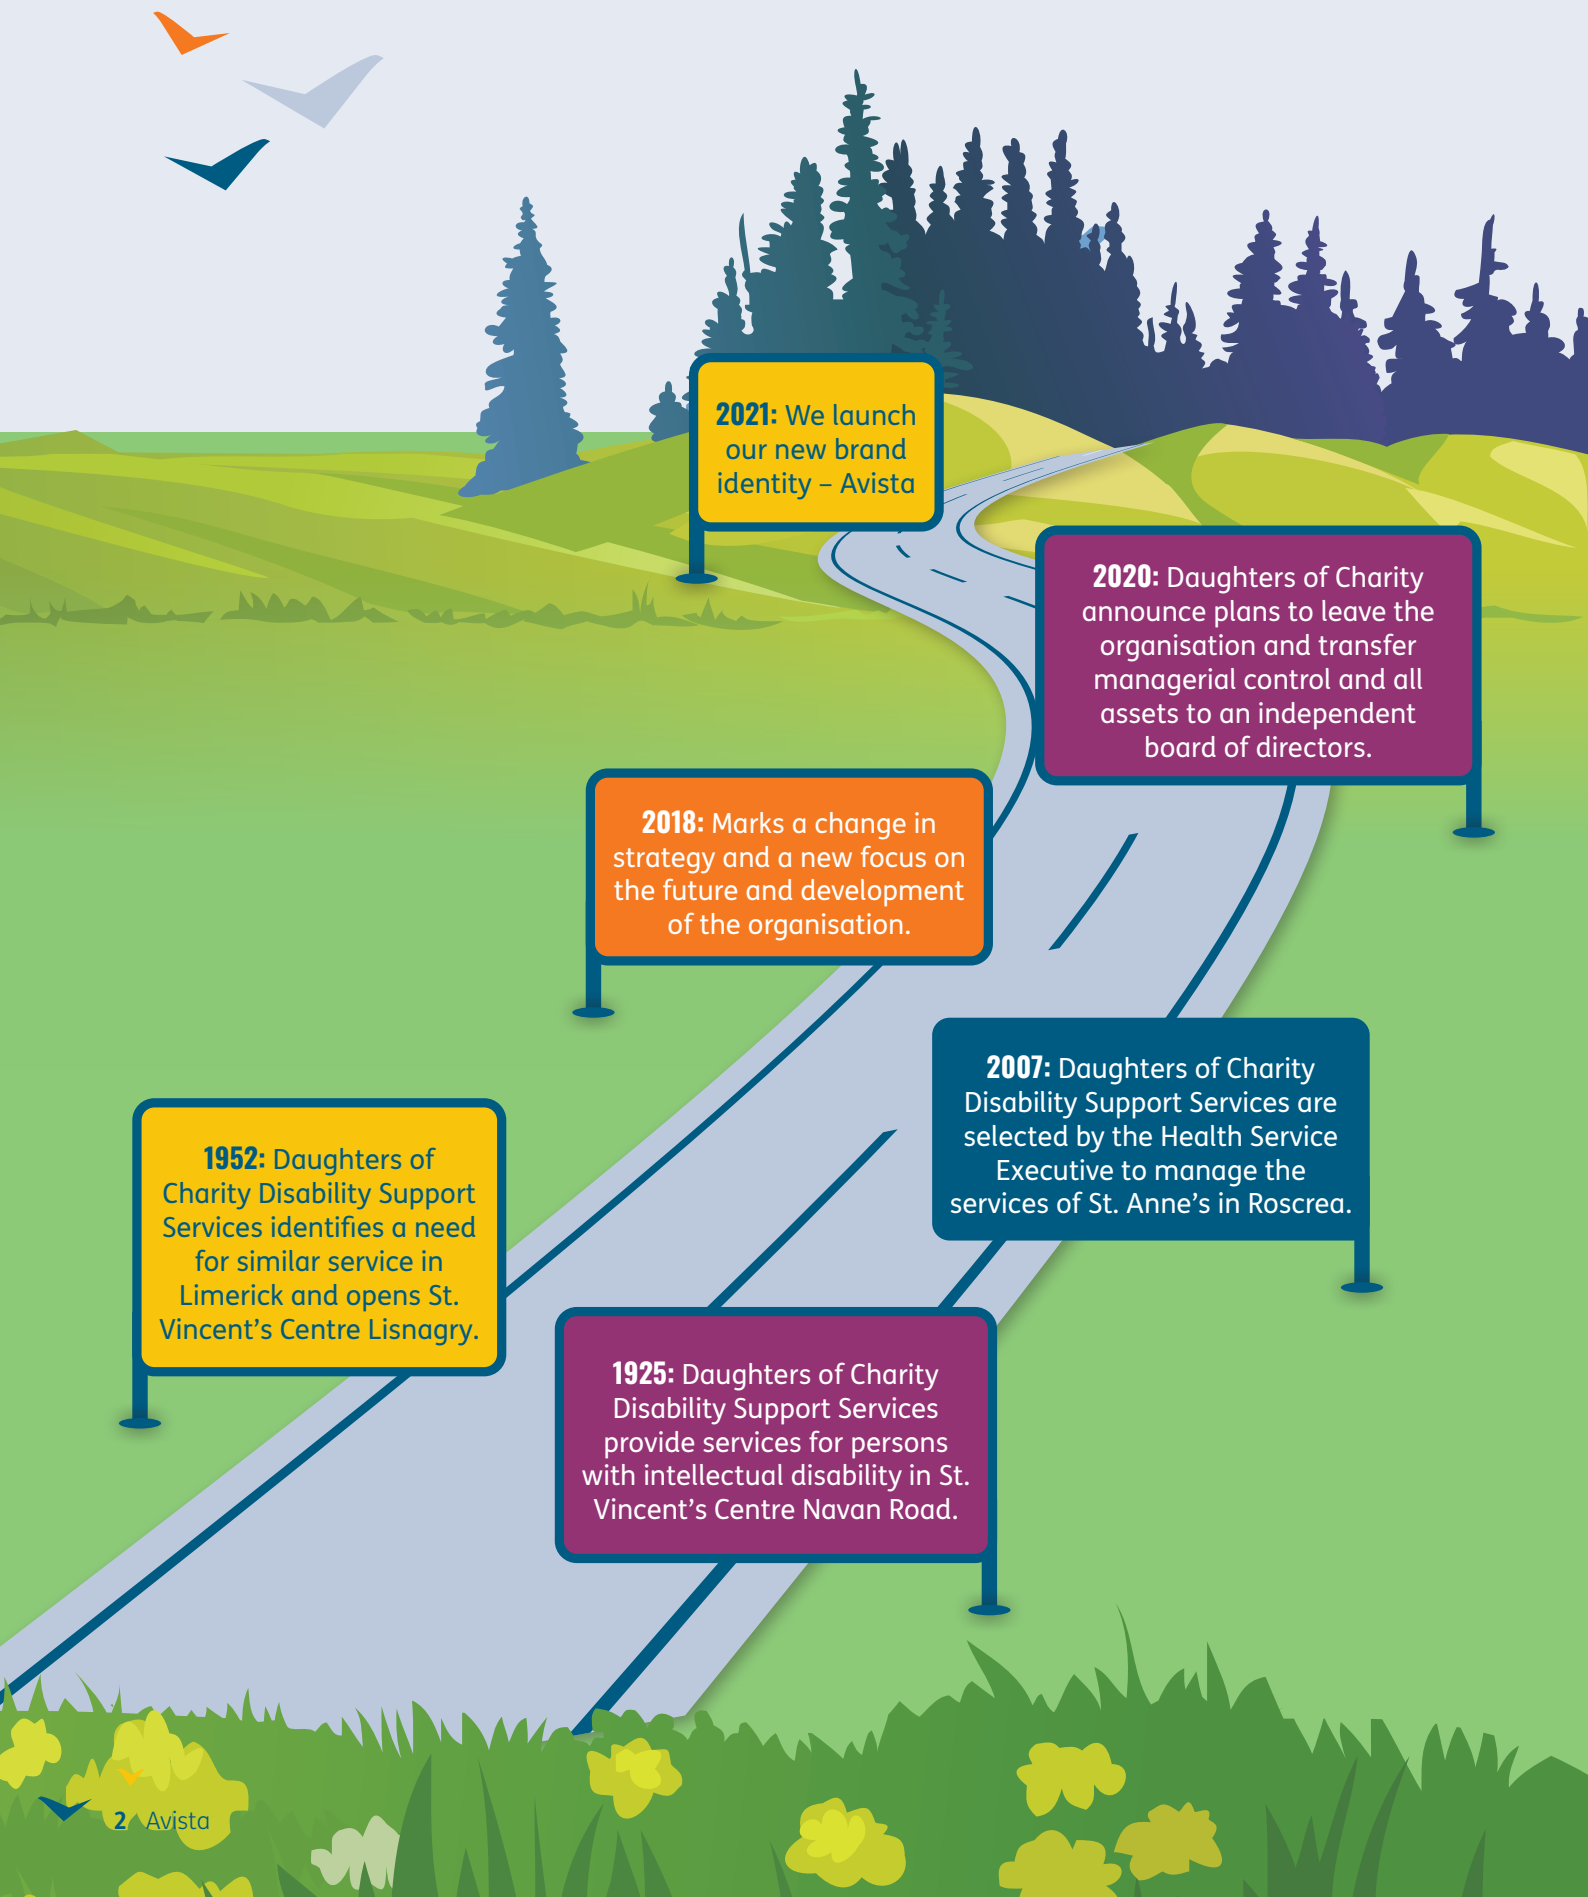 2021: We launch
our new brand
identity – Avista
2020: Daughters of Charity
announce plans to leave the
organisation and transfer
managerial control and all
assets to an independent
board of directors.
2018: Marks a change in
strategy and a new focus on
the future and development
of the organisation.
2007: Daughters of Charity
Disability Support Services are
selected by the Health Service
Executive to manage the
services of St. Anne’s in Roscrea.
1952: Daughters of
Charity Disability Support
Services identifies a need
for similar service in
Limerick and opens St.
Vincent’s Centre Lisnagry.
1925: Daughters of Charity
Disability Support Services
provide services for persons
with intellectual disability in St.
Vincent’s Centre Navan Road.
2 Avista